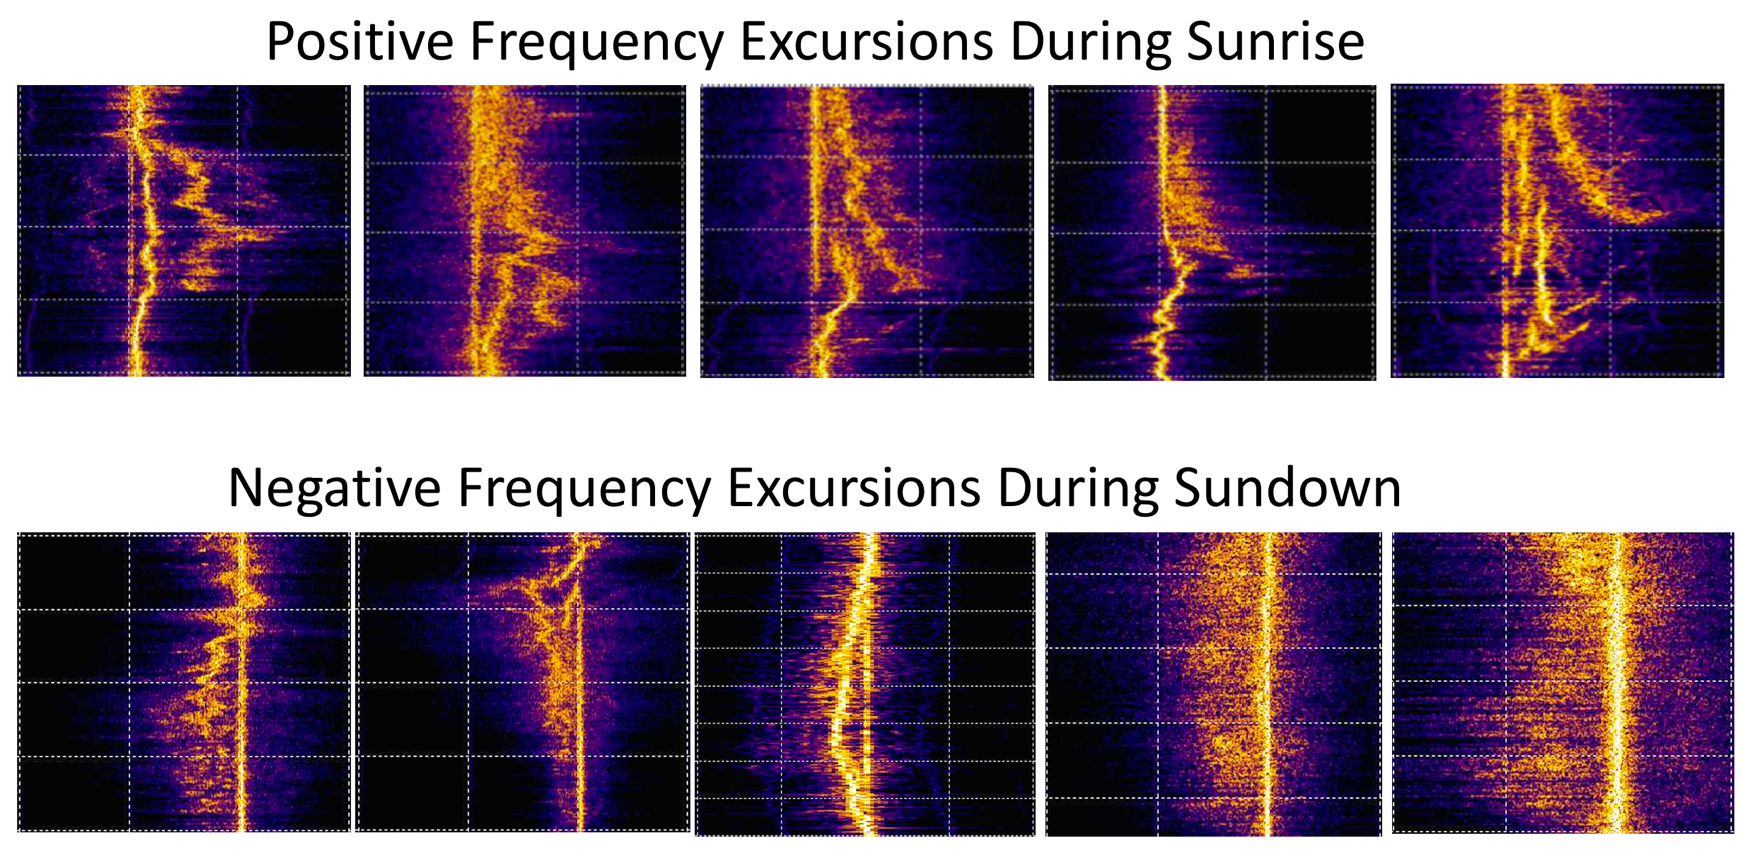 Positive Frequency Excursions During Sunrise
Negative Frequency Excursions During Sundown